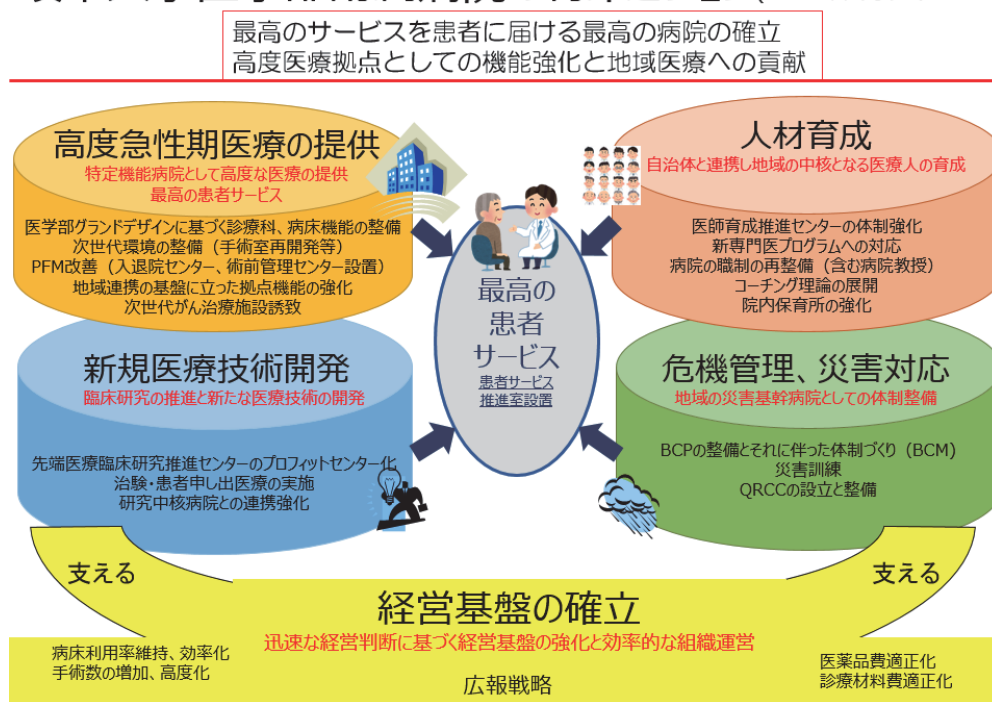 最高のサービスを患者に届ける最高の病院の確立
高度医療拠点としての機能強化と地域医療への貢献
高度急性期医療の提供
特定機能病院として高度な医療の提供
最高の患者サービス
医学部グランドデザインに基づく診療科、病床機能の整備
次世代環境の整備（手術室再開発等）
PFM改善（入退院センター、術前管理センター設置）
地域連携の基盤に立った拠点機能の強化
次世代がん治療施設誘致
人材育成
自治体と連携し地域の中核となる医療人の育成
医師育成推進センターの体制強化
新専門医プログラムへの対応
病院の職制の再整備（含む病院教授）
コーチング理論の展開
院内保育所の強化
最高の
患者
サービス
患者サービス
推進室設置
新規医療技術開発
臨床研究の推進と新たな医療技術の開発
先端医療臨床研究推進センターのプロフィットセンター化
治験・患者申し出医療の実施
研究中核病院との連携強化
危機管理、災害対応
地域の災害基幹病院としての体制整備
BCPの整備とそれに伴った体制づくり（BCM）
災害訓練
QRCCの設立と整備
支える
支える
経営基盤の確立
迅速な経営判断に基づく経営基盤の強化と効率的な組織運営
病床利用率維持、効率化
手術数の増加、高度化
広報戦略
医薬品費適正化
診療材料費適正化